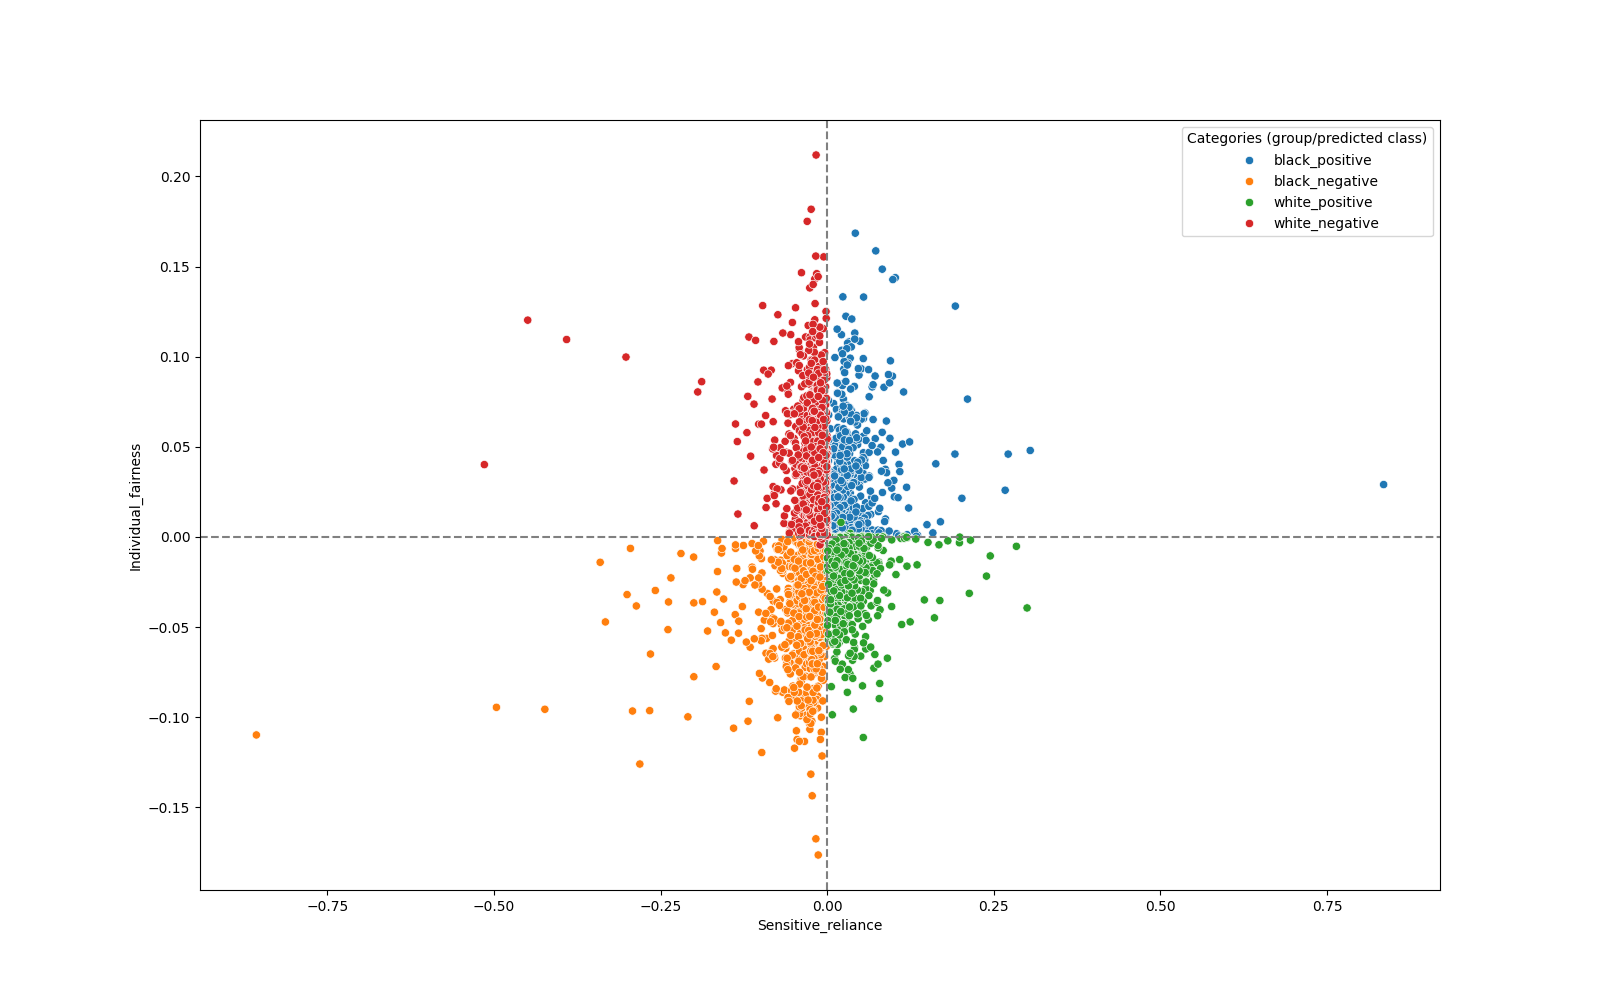 Categories (group/predicted class)
black_positive
black_negative
white_positive
white_negative
0.20
0.15
0.10
0.05
0.00
−0.05
−0.10
−0.15
Individual_fairness
−0.75
−0.50
−0.25
0.00
0.25
0.50
0.75
Sensitive_reliance